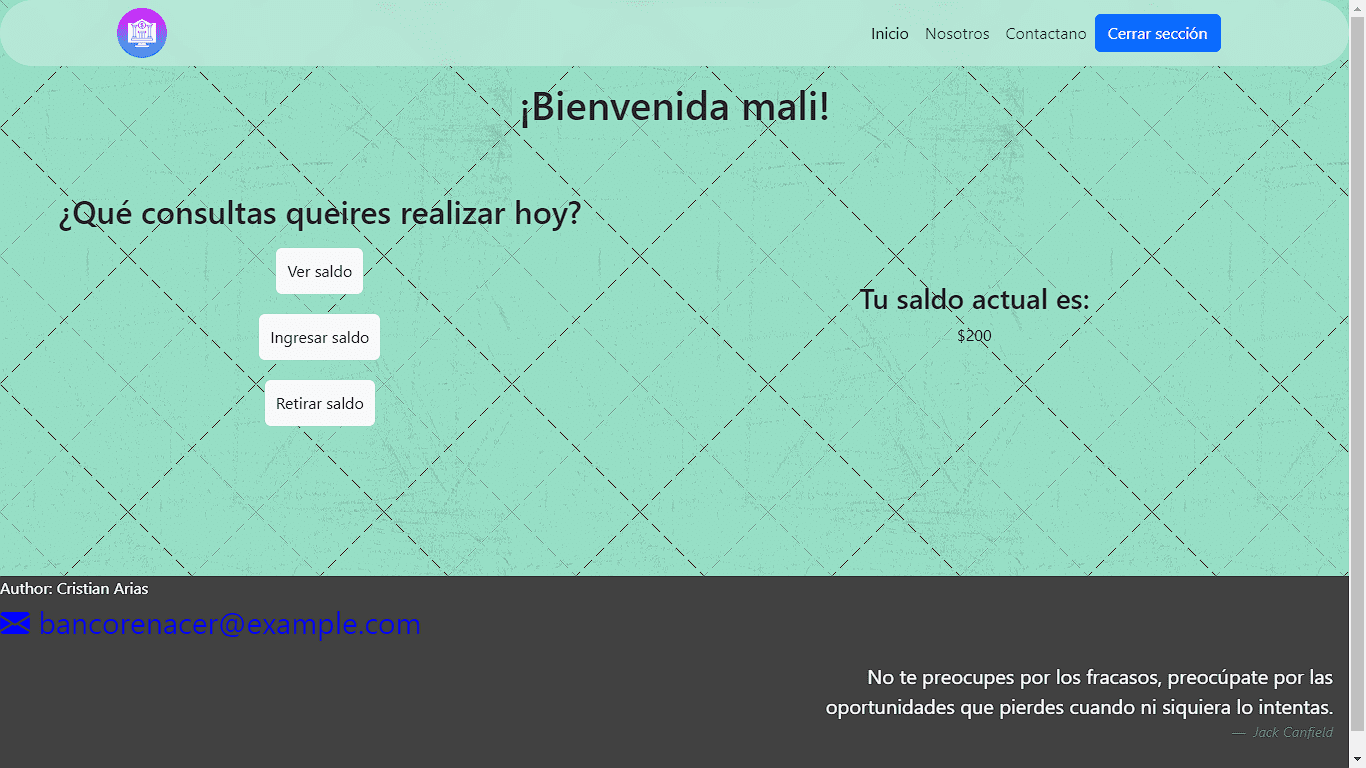 Inicio Nosotros Contactano Cerrar sección
¡Bienvenida mali!
¿Qué consultas queires realizar hoy?
Ver saldo
Ingresar saldo
Retirar saldo
Tu saldo actual es:
$200
Author: Cristian Arias
bancorenacer@example.com
No te preocupes por los fracasos, preocúpate por las
oportunidades que pierdes cuando ni siquiera lo intentas.
— Jack Canfield